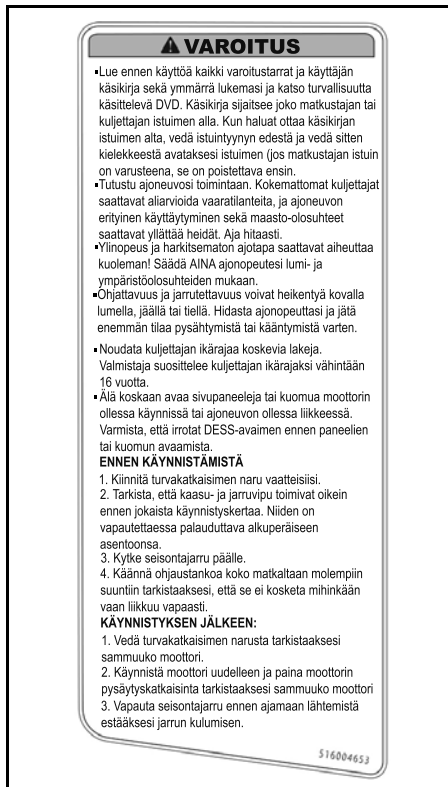 VAROITUS
▪Lue ennen käyttöä kaikki varoitustarrat ja käyttäjän
käsikirja sekä ymmärrä lukemasi ja katso turvallisuutta
käsittelevä DVD. Käsikirja sijaitsee joko matkustajan tai
kuljettajan istuimen alla. Kun haluat ottaa käsikirjan
istuimen alta, vedä istuintyynyn edestä ja vedä sitten
kielekkeestä avataksesi istuimen (jos matkustajan istuin
on varusteena, se on poistettava ensin.
▪Tutustu ajoneuvosi toimintaan. Kokemattomat kuljettajat
saattavat aliarvioida vaaratilanteita, ja ajoneuvon
erityinen käyttäytyminen sekä maasto-olosuhteet
saattavat yllättää heidät. Aja hitaasti.
▪Ylinopeus ja harkitsematon ajotapa saattavat aiheuttaa
kuoleman! Säädä AINA ajonopeutesi lumi- ja
ympäristöolosuhteiden mukaan.
▪Ohjattavuus ja jarrutettavuus voivat heikentyä kovalla
lumella, jäällä tai tiellä. Hidasta ajonopeuttasi ja jätä
enemmän tilaa pysähtymistä tai kääntymistä varten.
▪ Noudata kuljettajan ikärajaa koskevia lakeja.
Valmistaja suosittelee kuljettajan ikärajaksi vähintään
16 vuotta.
▪ Älä koskaan avaa sivupaneeleja tai kuomua moottorin
ollessa käynnissä tai ajoneuvon ollessa liikkeessä.
Varmista, että irrotat DESS-avaimen ennen paneelien
tai kuomun avaamista.
ENNEN KÄYNNISTÄMISTÄ
1. Kiinnitä turvakatkaisimen naru vaatteisiisi.
2. Tarkista, että kaasu- ja jarruvipu toimivat oikein
ennen jokaista käynnistyskertaa. Niiden on
vapautettaessa palauduttava alkuperäiseen
asentoonsa.
3. Kytke seisontajarru päälle.
4. Käännä ohjaustankoa koko matkaltaan molempiin
suuntiin tarkistaaksesi, että se ei kosketa mihinkään
vaan liikkuu vapaasti.
KÄYNNISTYKSEN JÄLKEEN:
1. Vedä turvakatkaisimen narusta tarkistaaksesi
sammuuko moottori.
2. Käynnistä moottori uudelleen ja paina moottorin
pysäytyskatkaisinta tarkistaaksesi sammuuko moottori
3. Vapauta seisontajarru ennen ajamaan lähtemistä
estääksesi jarrun kulumisen.
516004653